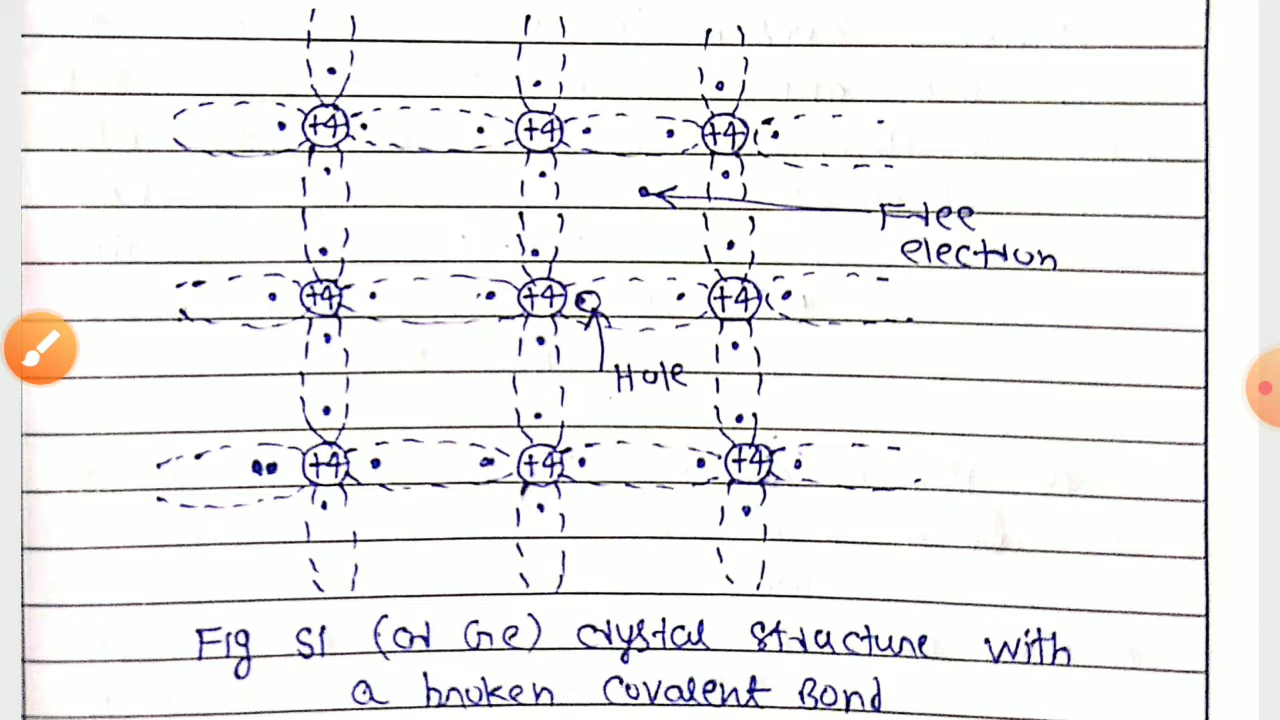 +4 +4 +4
Free
electron
+4 +4 +4
Hole
+4 +4 +4
Fig Si (or Ge) crystal structure with
a broken covalent Bond